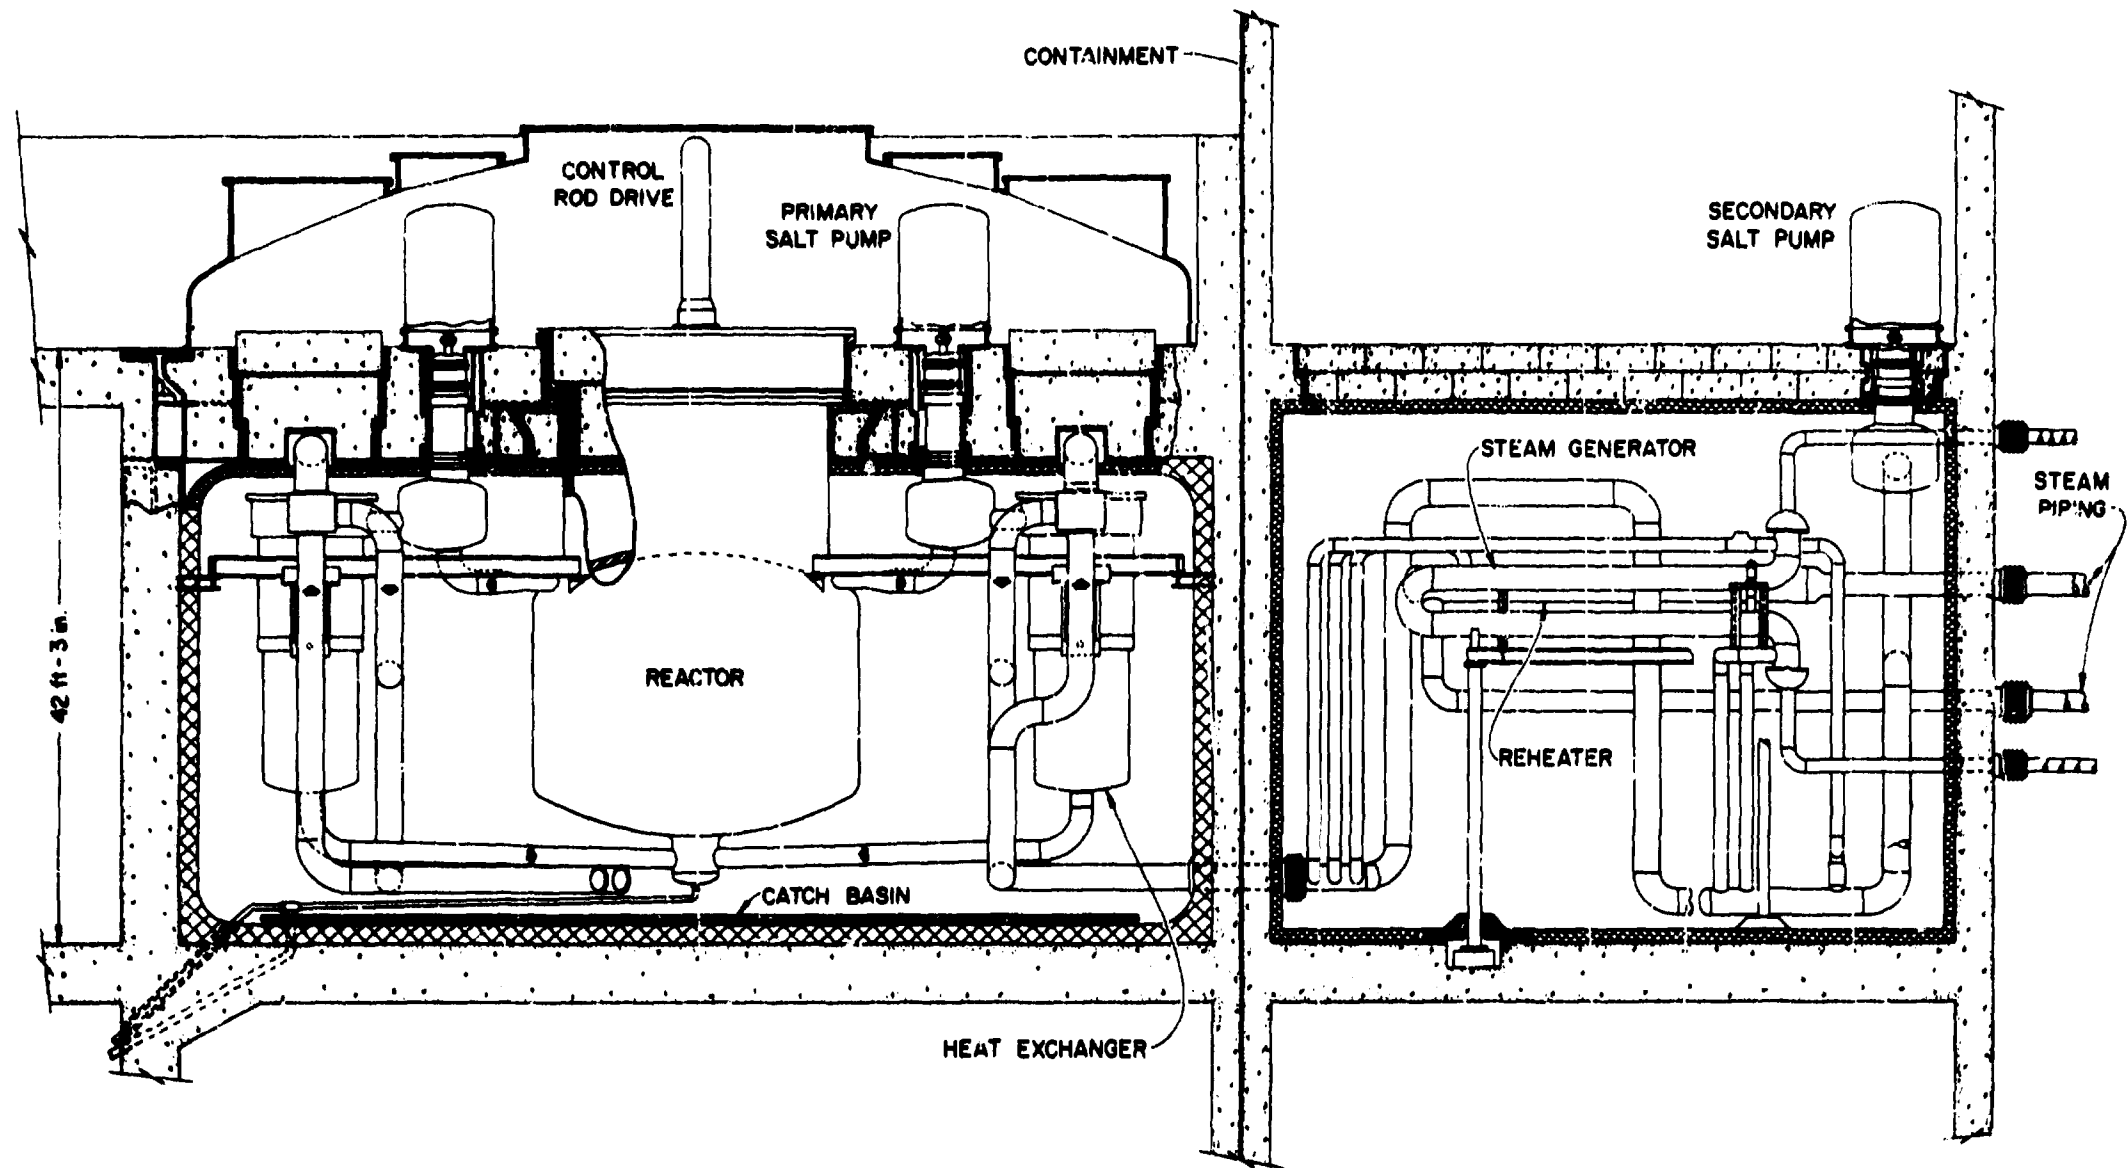 CONTAINMENT
CONTROL
ROD DRIVE
PRIMARY
SALT PUMP
SECONDARY
SALT PUMP
STEAM GENERATOR
STEAM
PIPING
42 ft-3 in.
REACTOR
REHEATER
CATCH BASIN
HEAT EXCHANGER